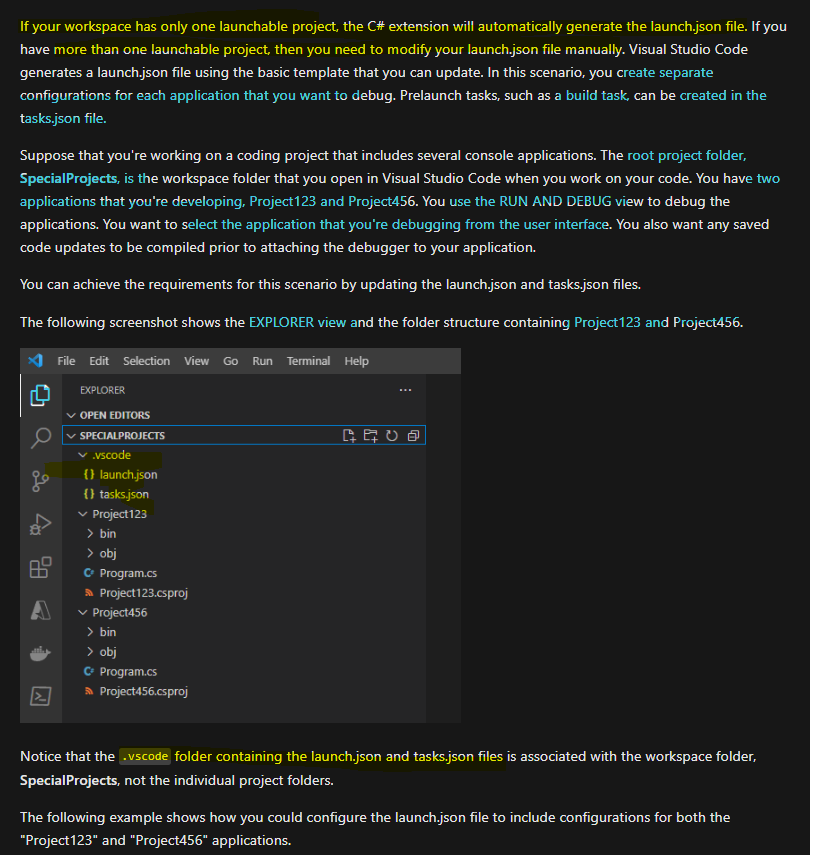 If your workspace has only one launchable project, the C# extension will automatically generate the launch.json file. If you
have more than one launchable project, then you need to modify your launch.json file manually. Visual Studio Code
generates a launch.json file using the basic template that you can update. In this scenario, you create separate
configurations for each application that you want to debug. Prelaunch tasks, such as a build task, can be created in the
tasks.json file.
Suppose that you're working on a coding project that includes several console applications. The root project folder,
SpecialProjects, is the workspace folder that you open in Visual Studio Code when you work on your code. You have two
applications that you're developing, Project123 and Project456. You use the RUN AND DEBUG view to debug the
applications. You want to select the application that you're debugging from the user interface. You also want any saved
code updates to be compiled prior to attaching the debugger to your application.
You can achieve the requirements for this scenario by updating the launch.json and tasks.json files.
The following screenshot shows the EXPLORER view and the folder structure containing Project123 and Project456.
File Edit Selection View Go Run Terminal Help
EXPLORER
OPEN EDITORS
SPECIALPROJECTS
.vscode
{} launch.json
{} tasks.json
Project123
bin
obj
Program.cs
Project123.csproj
Project456
bin
obj
Program.cs
Project456.csproj
Notice that the .vscode folder containing the launch.json and tasks.json files is associated with the workspace folder,
SpecialProjects, not the individual project folders.
The following example shows how you could configure the launch.json file to include configurations for both the
"Project123" and "Project456" applications.